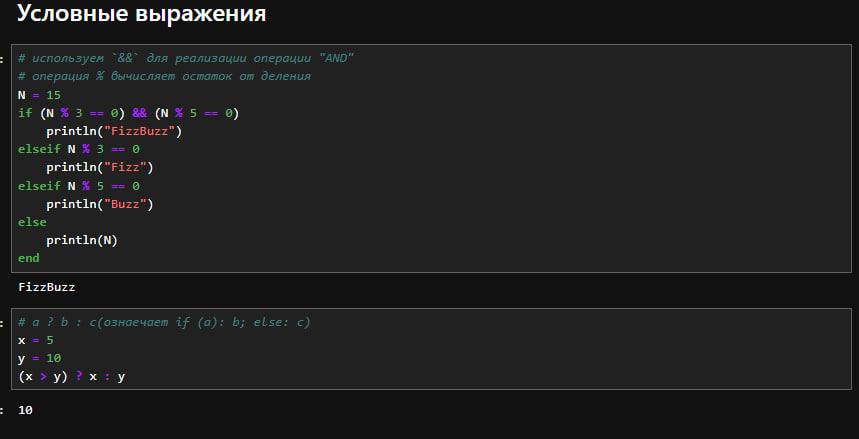 Условные выражения
# используем `&&` для реализации операции "AND"
# операция % вычисляет остаток от деления
N = 15
if (N % 3 == 0) && (N % 5 == 0)
    println("FizzBuzz")
elseif N % 3 == 0
    println("Fizz")
elseif N % 5 == 0
    println("Buzz")
else
    println(N)
end
FizzBuzz
# a ? b : c(ознаечает if (a): b; else: c)
x = 5
y = 10
(x > y) ? x : y
10